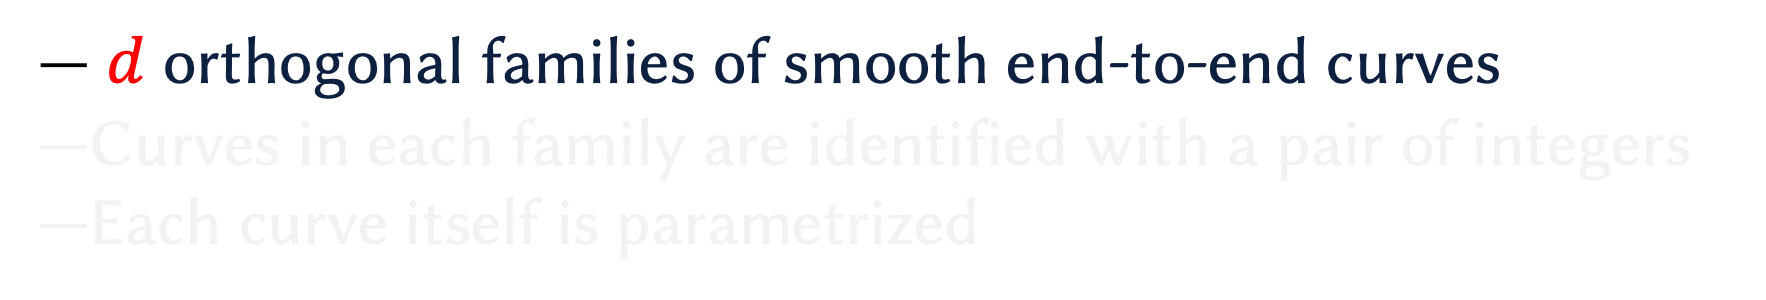 — d orthogonal families of smooth end-to-end curves
—Curves in each family are identified with a pair of integers
—Each curve itself is parametrized